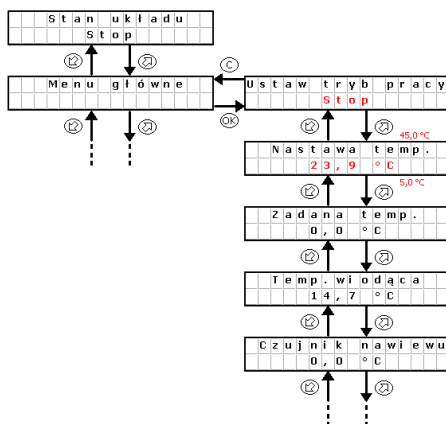 Stan układu
Stop
Menu główne
C
OK
Ustaw tryb pracy
Stop
45,0 °C
Nastawa temp.
23,9 °C
5,0 °C
Zadana temp.
0,0 °C
Temp.wiodąca
14,7 °C
Czujnik nawiewu
0,0 °C